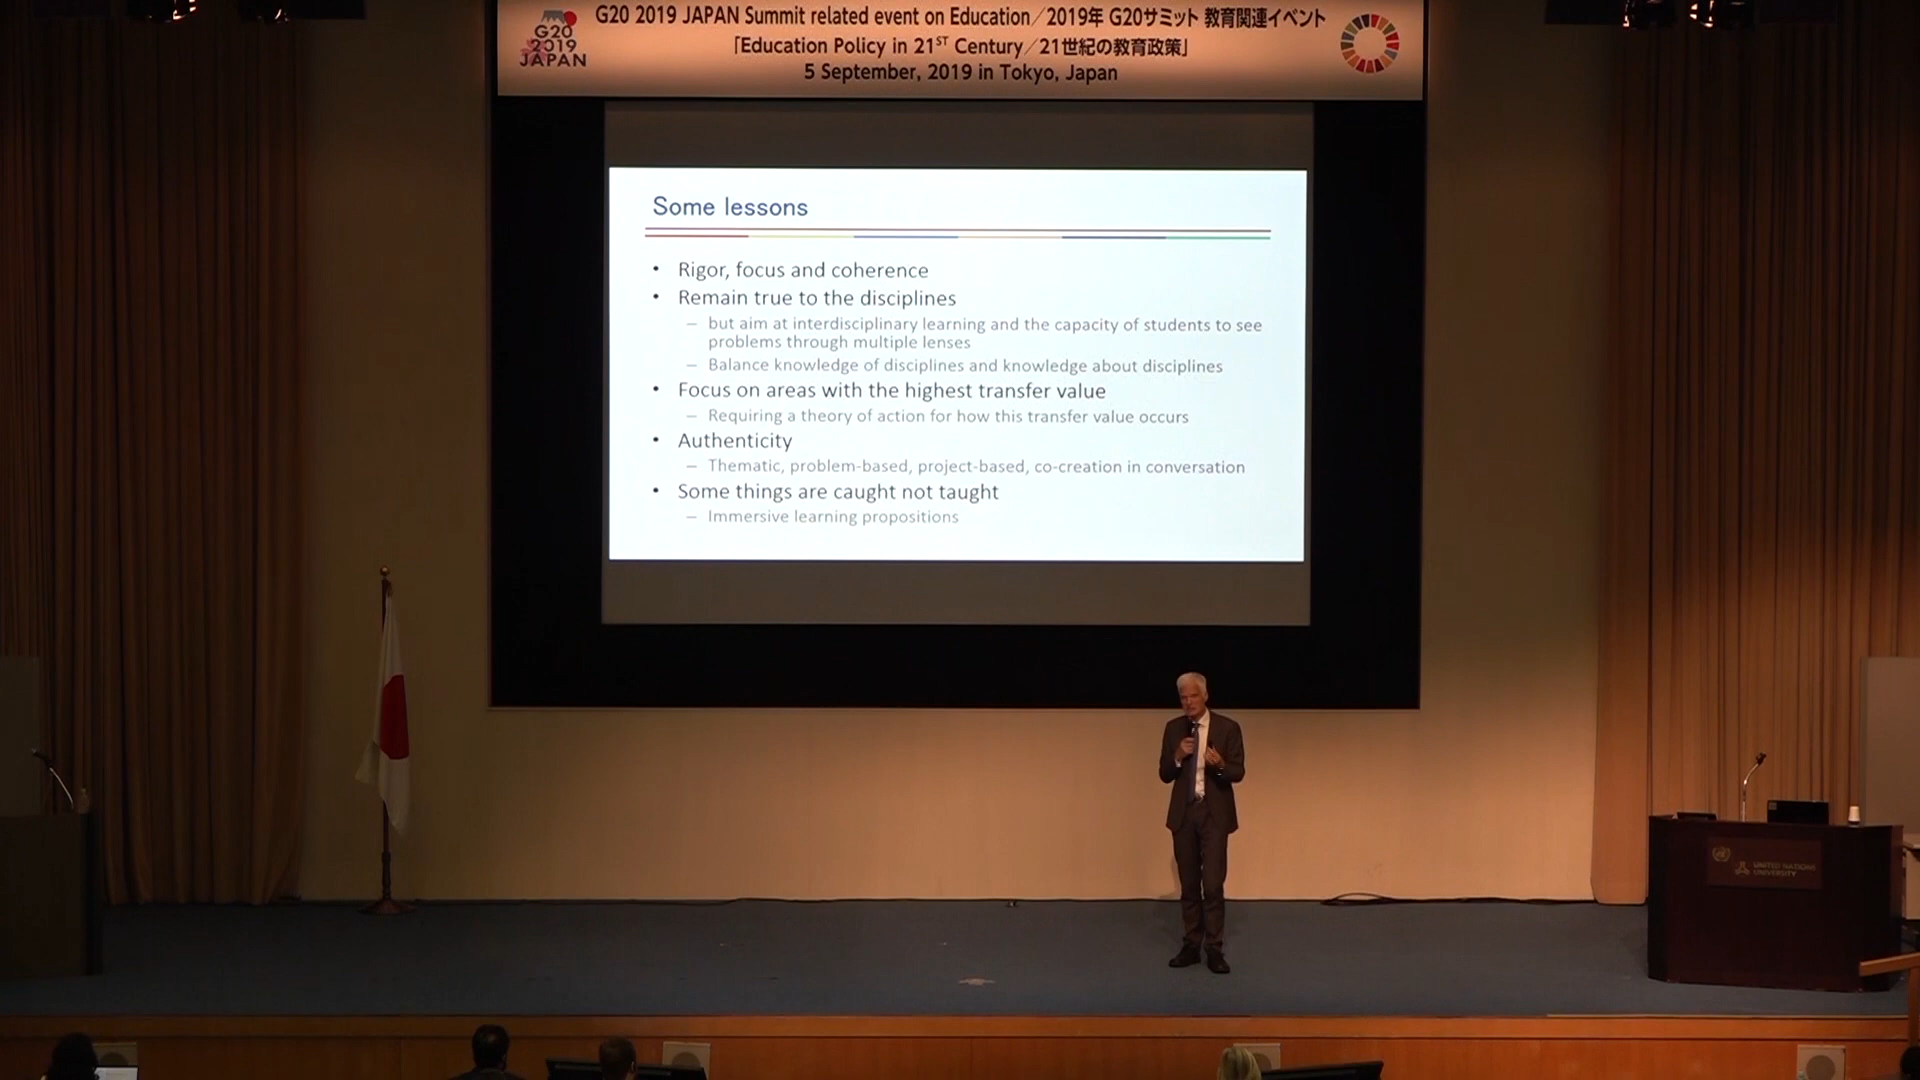 G20 2019 JAPAN Summit related event on Education／2019年 G20サミット 教育関連イベント
「Education Policy in 21ST Century／21世紀の教育政策」
5 September, 2019 in Tokyo, Japan
G20
2019
JAPAN
Some lessons
• Rigor, focus and coherence
• Remain true to the disciplines
– but aim at interdisciplinary learning and the capacity of students to see
problems through multiple lenses
– Balance knowledge of disciplines and knowledge about disciplines
• Focus on areas with the highest transfer value
– Requiring a theory of action for how this transfer value occurs
• Authenticity
– Thematic, problem-based, project-based, co-creation in conversation
• Some things are caught not taught
– Immersive learning propositions
UNITED NATIONS
UNIVERSITY